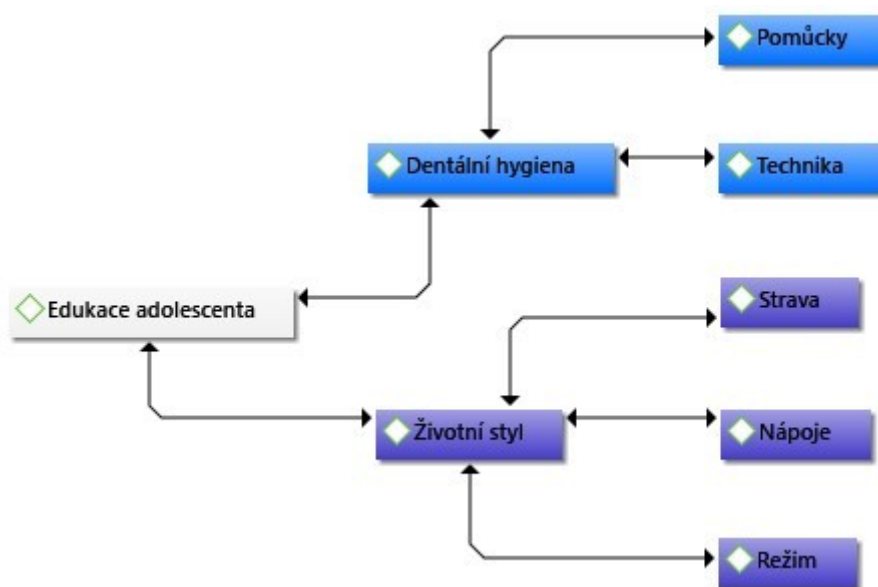 Pomůcky
Dentální hygiena
Technika
Edukace adolescenta
Strava
Životní styl
Nápoje
Režim